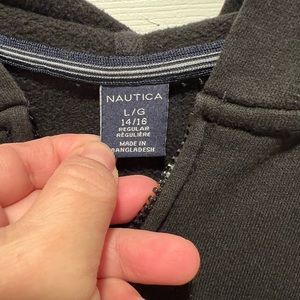 NAUTICA
L/G
14/16
REGULAR
RÉGULIÈRE
MADE IN
BANGLADESH